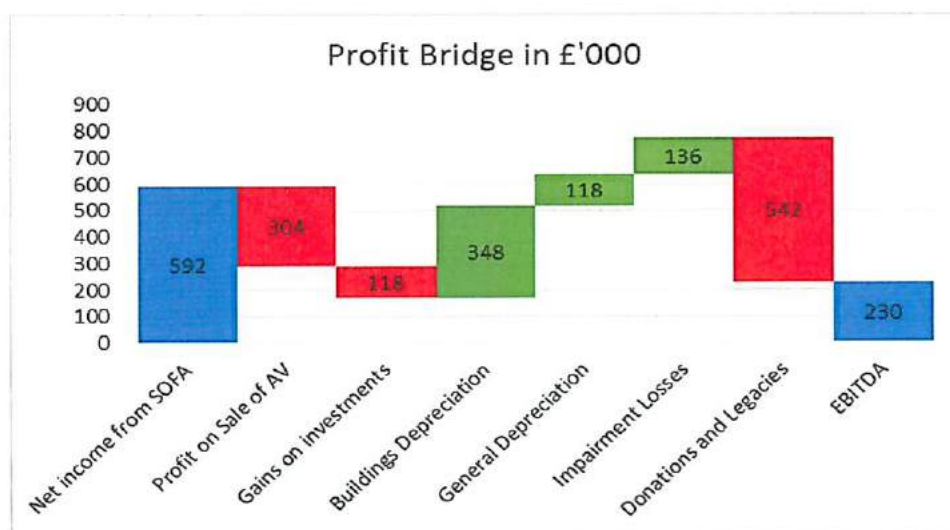 Profit Bridge in £'000
900
800
700
600
500
400
300
200
100
0
592
304
118
348
118
136
542
230
Net income from SOFA
Profit on Sale of AV
Gains on investments
Buildings Depreciation
General Depreciation
Impairment Losses
Donations and Legacies
EBITDA